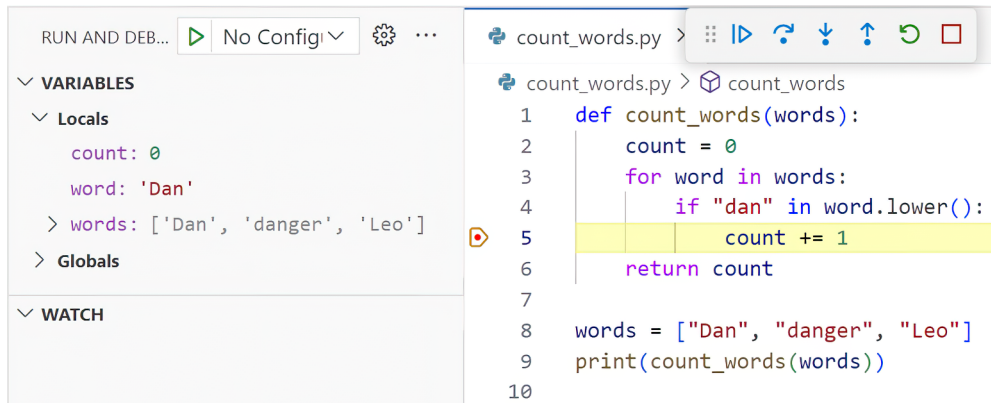 RUN AND DEB... No Config
VARIABLES
Locals
count: 0
word: 'Dan'
words: ['Dan', 'danger', 'Leo']
Globals
WATCH
count_words.py
count_words.py > count_words
1 def count_words(words):
2     count = 0
3     for word in words:
4         if "dan" in word.lower():
5             count += 1
6     return count
7
8 words = ["Dan", "danger", "Leo"]
9 print(count_words(words))
10